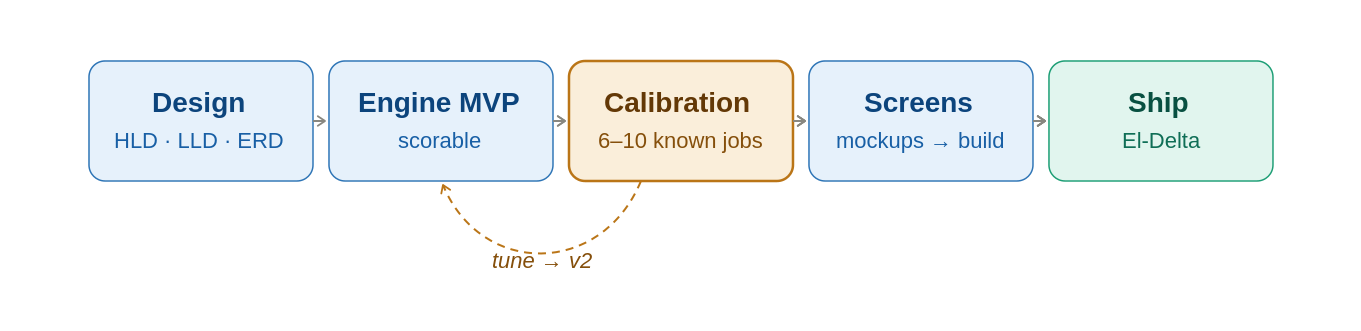 Design
HLD · LLD · ERD
Engine MVP
scorable
Calibration
6–10 known jobs
Screens
mockups → build
Ship
El-Delta
tune → v2